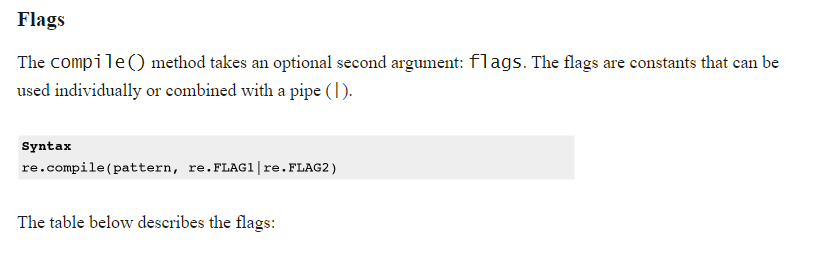 Flags
The compile() method takes an optional second argument: flags. The flags are constants that can be
used individually or combined with a pipe (|).
Syntax
re.compile(pattern, re.FLAG1|re.FLAG2)
The table below describes the flags: